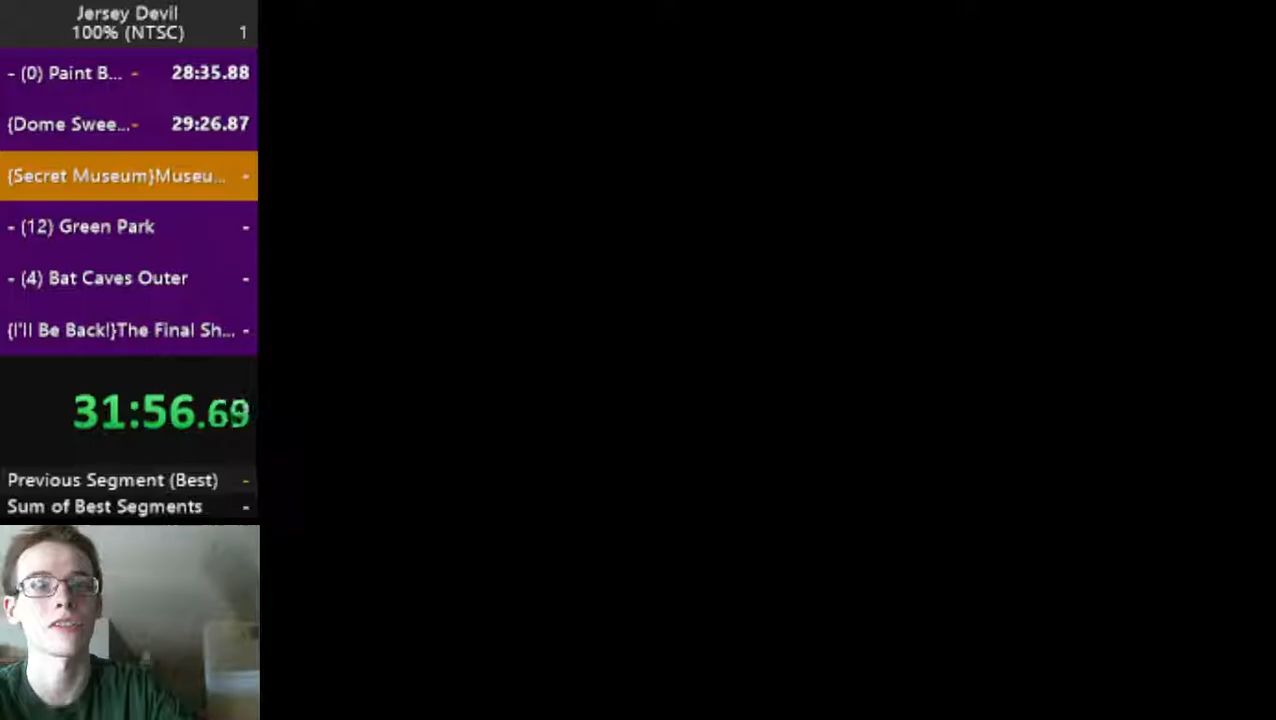 Jersey Devil
100% (NTSC) 1
- (0) Paint B... - 28:35.88
{Dome Swee...- 29:26.87
{Secret Museum}Museu... -
- (12) Green Park -
- (4) Bat Caves Outer -
{I'll Be Back!}The Final Sh... -
31:56.69
Previous Segment (Best) -
Sum of Best Segments -